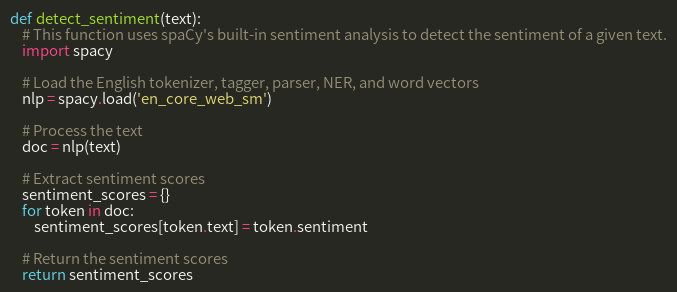 def detect_sentiment(text):
    # This function uses spaCy's built-in sentiment analysis to detect the sentiment of a given text.
    import spacy

    # Load the English tokenizer, tagger, parser, NER, and word vectors
    nlp = spacy.load('en_core_web_sm')

    # Process the text
    doc = nlp(text)

    # Extract sentiment scores
    sentiment_scores = {}
    for token in doc:
        sentiment_scores[token.text] = token.sentiment

    # Return the sentiment scores
    return sentiment_scores